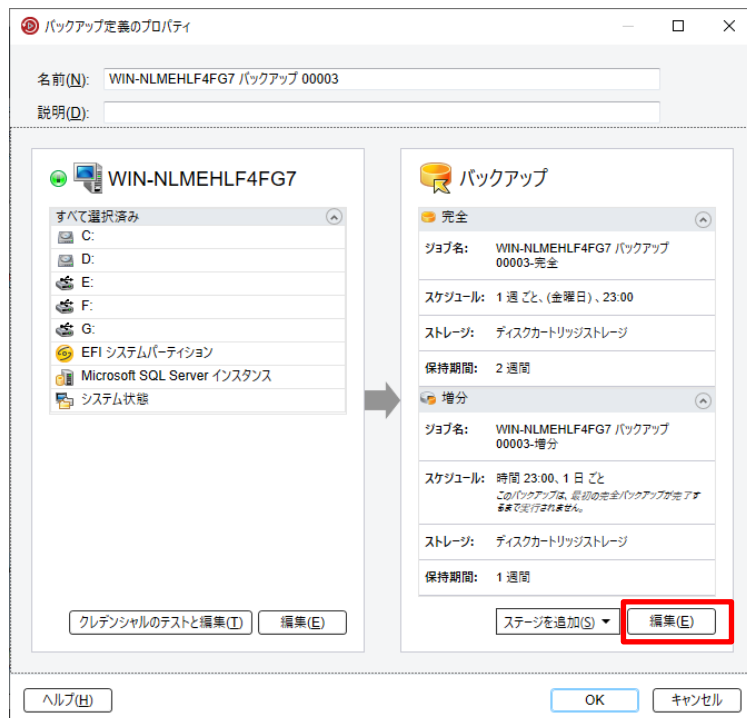 バックアップ定義のプロパティ
名前(N): WIN-NLMEHLF4FG7 バックアップ 00003
説明(D):
WIN-NLMEHLF4FG7
すべて選択済み
C:
D:
E:
F:
G:
EFI システムパーティション
Microsoft SQL Server インスタンス
システム状態
クレデンシャルのテストと編集(T) 編集(E)
バックアップ
完全
ジョブ名: WIN-NLMEHLF4FG7 バックアップ
00003-完全
スケジュール: 1 週 ごと、(金曜日) 、23:00
ストレージ: ディスクカートリッジストレージ
保持期間: 2 週間
増分
ジョブ名: WIN-NLMEHLF4FG7 バックアップ
00003-増分
スケジュール: 時間 23:00、1 日 ごと
このバックアップは、最初の完全バックアップが完了す
るまで実行されません。
ストレージ: ディスクカートリッジストレージ
保持期間: 1 週間
ステージを追加(S) 編集(E)
ヘルプ(H) OK キャンセル